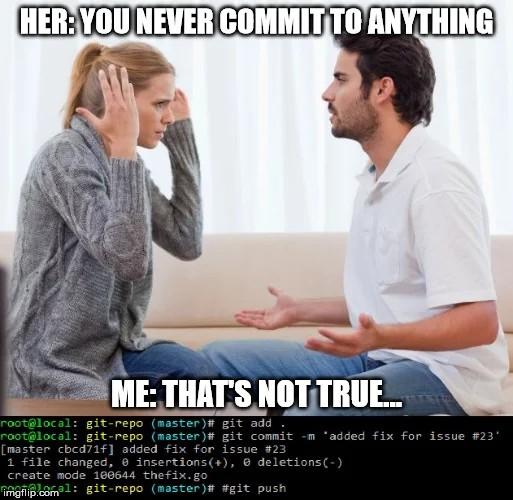 HER: YOU NEVER COMMIT TO ANYTHING
ME: THAT'S NOT TRUE...
root@local: git-repo (master)# git add .
root@local: git-repo (master)# git commit -m 'added fix for issue #23'
[master cbcd71f] added fix for issue #23
1 file changed, 0 insertions(+), 0 deletions(-)
create mode 100644 thefix.go
root@local: git-repo (master)# #git push
imgflip.com